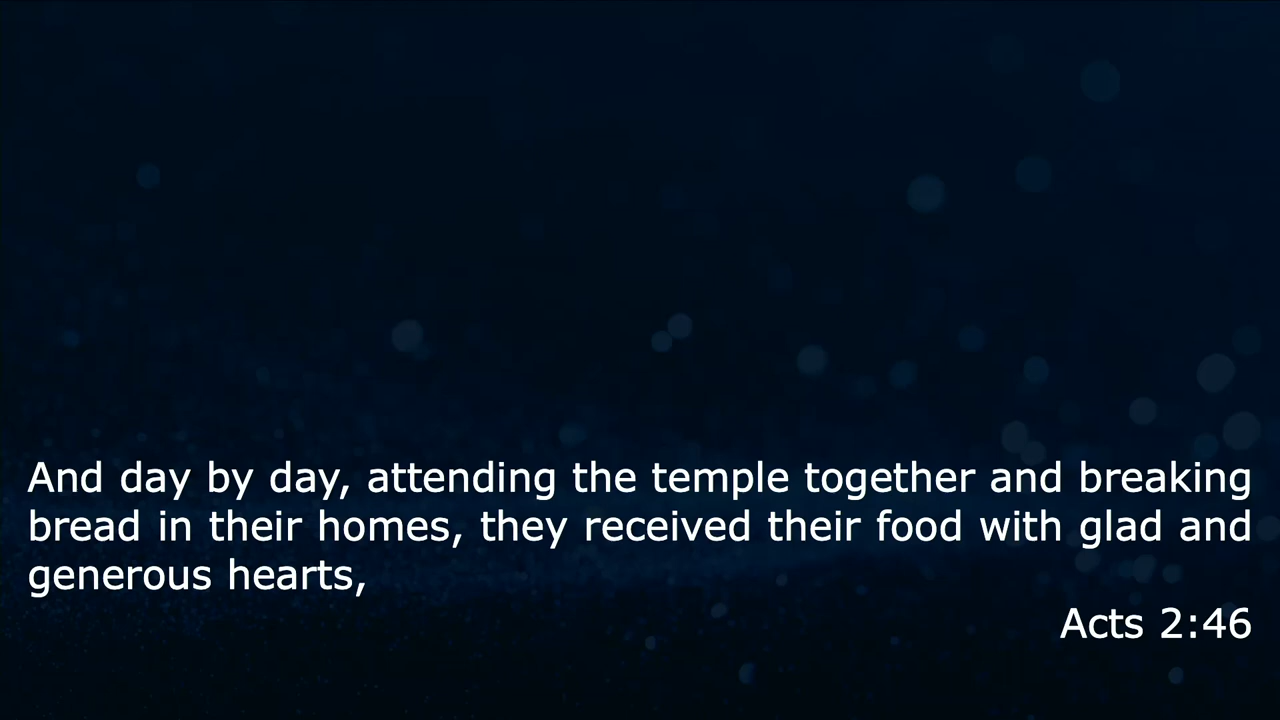 And day by day, attending the temple together and breaking
bread in their homes, they received their food with glad and
generous hearts,
Acts 2:46